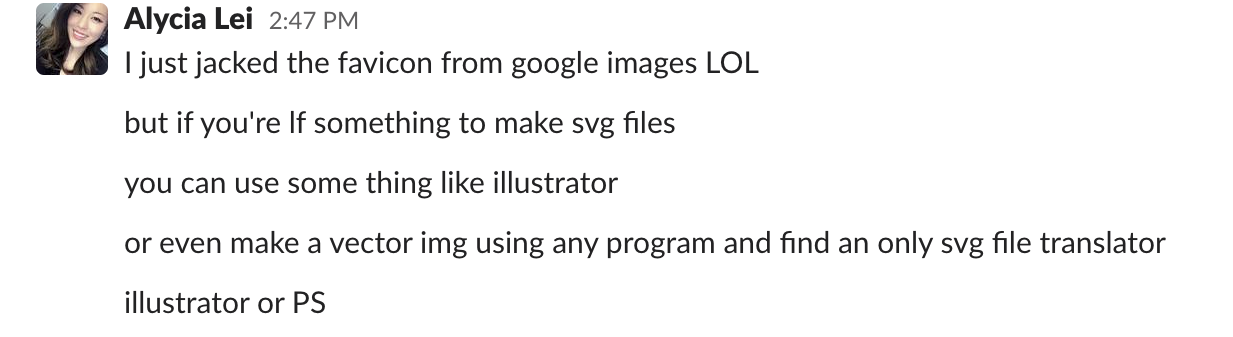 Alycia Lei 2:47 PM
I just jacked the favicon from google images LOL
but if you're lf something to make svg files
you can use some thing like illustrator
or even make a vector img using any program and find an only svg file translator
illustrator or PS